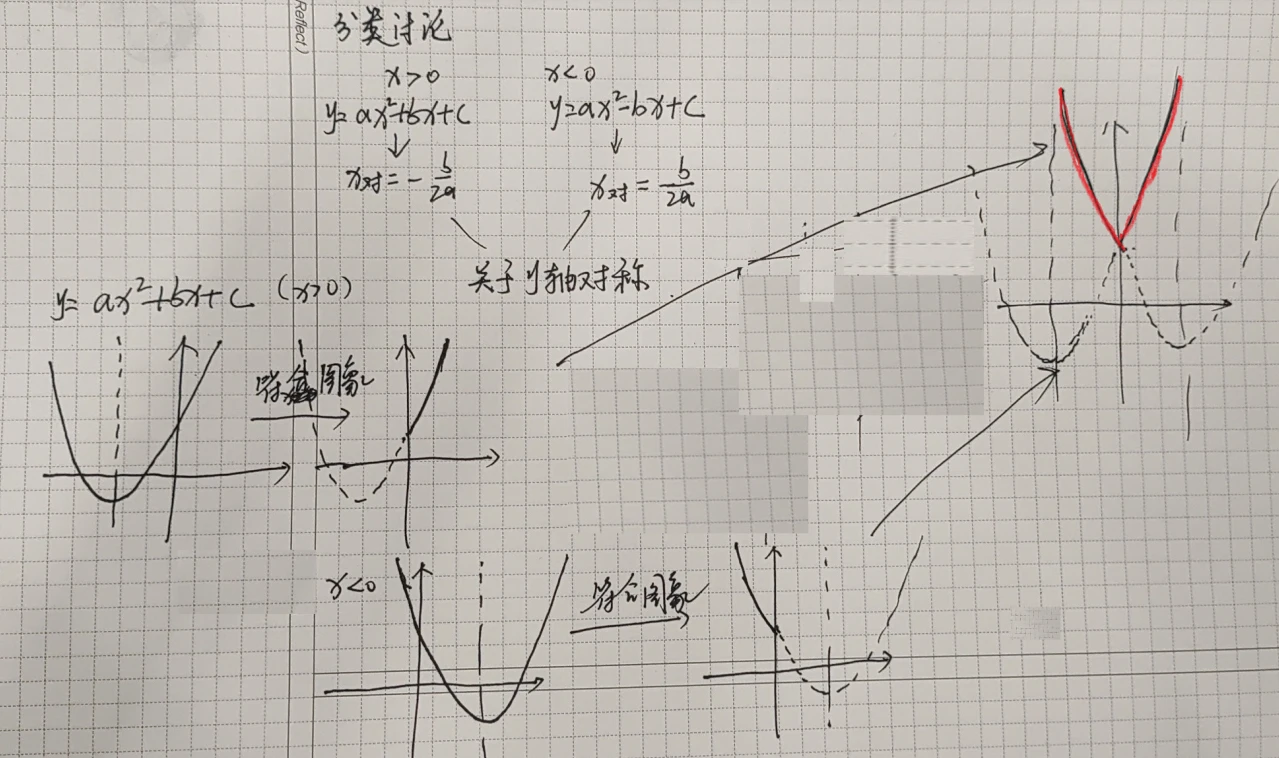 Reflect)
分类讨论
x>0
x<0
y=ax²+bx+c
y=ax²-bx+c
↓
↓
x对=-b/2a
x对=b/2a
关于y轴对称
y=ax²+bx+c (x>0)
符合图象
x<0
符合图象